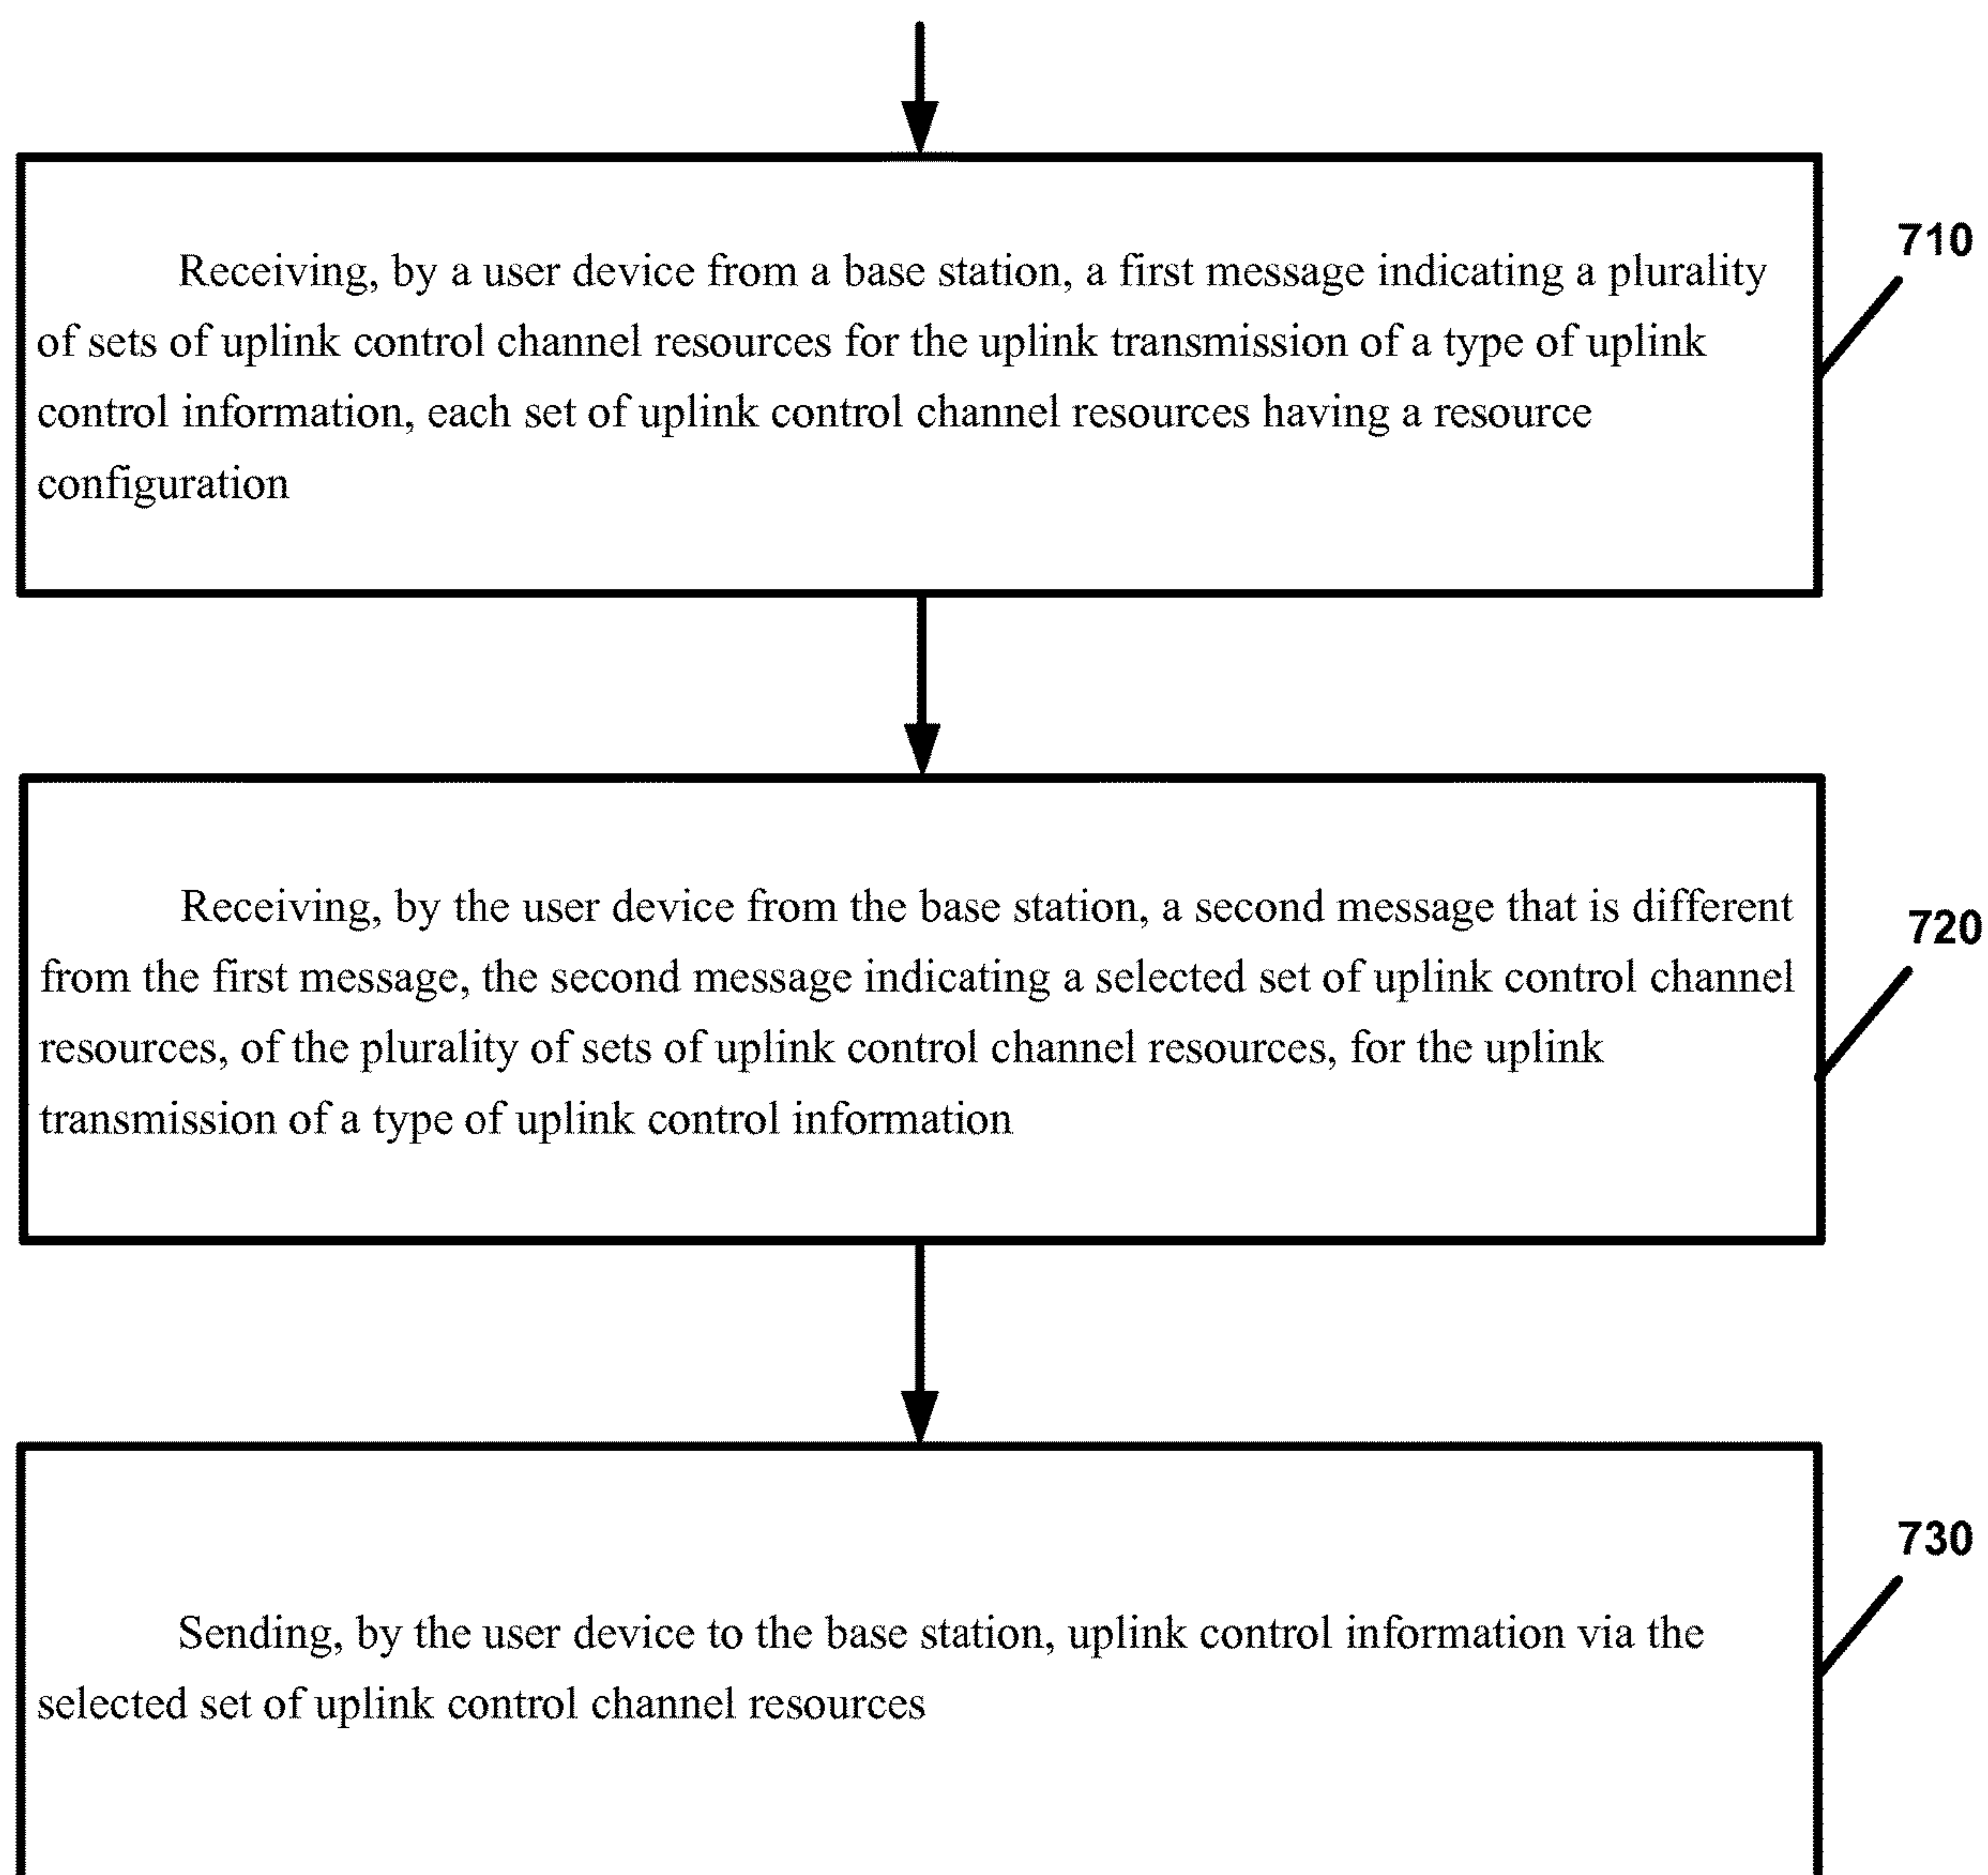 710
Receiving, by a user device from a base station, a first message indicating a plurality
of sets of uplink control channel resources for the uplink transmission of a type of uplink
control information, each set of uplink control channel resources having a resource
configuration
720
Receiving, by the user device from the base station, a second message that is different
from the first message, the second message indicating a selected set of uplink control channel
resources, of the plurality of sets of uplink control channel resources, for the uplink
transmission of a type of uplink control information
730
Sending, by the user device to the base station, uplink control information via the
selected set of uplink control channel resources